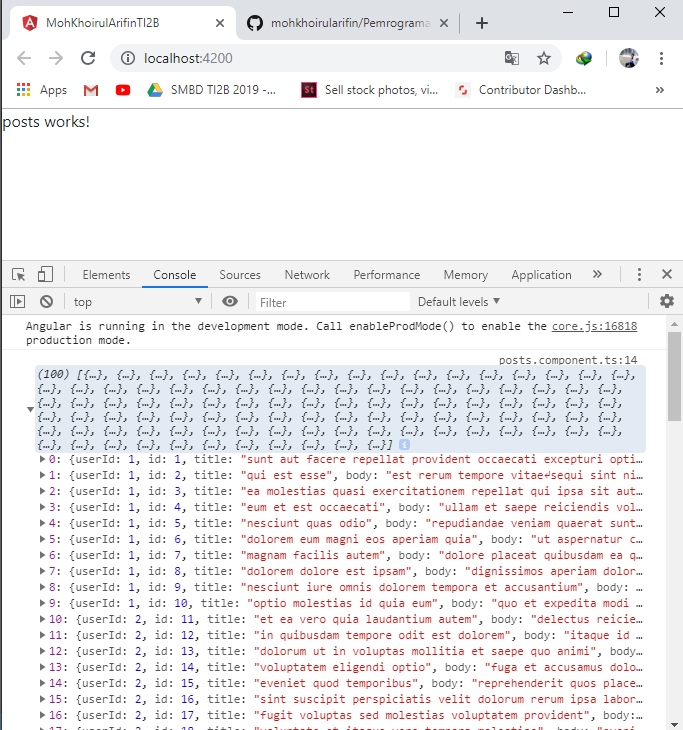 MohKhoirulArifinTI2B
mohkhoirularifin/Pemrograma
localhost:4200
Apps
SMBD TI2B 2019 -...
St
Sell stock photos, vi...
Contributor Dashb...
»
posts works!
Elements
Console
Sources
Network
Performance
Memory
Application
»
top
Filter
Default levels
Angular is running in the development mode. Call enableProdMode() to enable the production mode.
core.js:16818
posts.component.ts:14
(100) [{…}, {…}, {…}, {…}, {…}, {…}, {…}, {…}, {…}, {…}, {…}, {…}, {…}, {…}, {…}, {…}, {…},
{…}, {…}, {…}, {…}, {…}, {…}, {…}, {…}, {…}, {…}, {…}, {…}, {…}, {…}, {…}, {…}, {…}, {…},
{…}, {…}, {…}, {…}, {…}, {…}, {…}, {…}, {…}, {…}, {…}, {…}, {…}, {…}, {…}, {…}, {…}, {…},
{…}, {…}, {…}, {…}, {…}, {…}, {…}, {…}, {…}, {…}, {…}, {…}, {…}, {…}, {…}, {…}, {…}, {…},
{…}, {…}, {…}, {…}, {…}, {…}, {…}, {…}, {…}, {…}, {…}, {…}, {…}, {…}, {…}, {…}, {…}, {…},
{…}, {…}, {…}, {…}, {…}, {…}, {…}, {…}, {…}, {…}, {…}] i
0: {userId: 1, id: 1, title: "sunt aut facere repellat provident occaecati excepturi opti…
1: {userId: 1, id: 2, title: "qui est esse", body: "est rerum tempore vitae↵sequi sint ni…
2: {userId: 1, id: 3, title: "ea molestias quasi exercitationem repellat qui ipsa sit aut…
3: {userId: 1, id: 4, title: "eum et est occaecati", body: "ullam et saepe reiciendis vol…
4: {userId: 1, id: 5, title: "nesciunt quas odio", body: "repudiandae veniam quaerat sunt…
5: {userId: 1, id: 6, title: "dolorem eum magni eos aperiam quia", body: "ut aspernatur c…
6: {userId: 1, id: 7, title: "magnam facilis autem", body: "dolore placeat quibusdam ea q…
7: {userId: 1, id: 8, title: "dolorem dolore est ipsam", body: "dignissimos aperiam dolor…
8: {userId: 1, id: 9, title: "nesciunt iure omnis dolorem tempora et accusantium", body: …
9: {userId: 1, id: 10, title: "optio molestias id quia eum", body: "quo et expedita modi …
10: {userId: 2, id: 11, title: "et ea vero quia laudantium autem", body: "delectus reicie…
11: {userId: 2, id: 12, title: "in quibusdam tempore odit est dolorem", body: "itaque id …
12: {userId: 2, id: 13, title: "dolorum ut in voluptas mollitia et saepe quo animi", body…
13: {userId: 2, id: 14, title: "voluptatem eligendi optio", body: "fuga et accusamus dolo…
14: {userId: 2, id: 15, title: "eveniet quod temporibus", body: "reprehenderit quos place…
15: {userId: 2, id: 16, title: "sint suscipit perspiciatis velit dolorum rerum ipsa labor…
16: {userId: 2, id: 17, title: "fugit voluptas sed molestias voluptatem provident", body:…